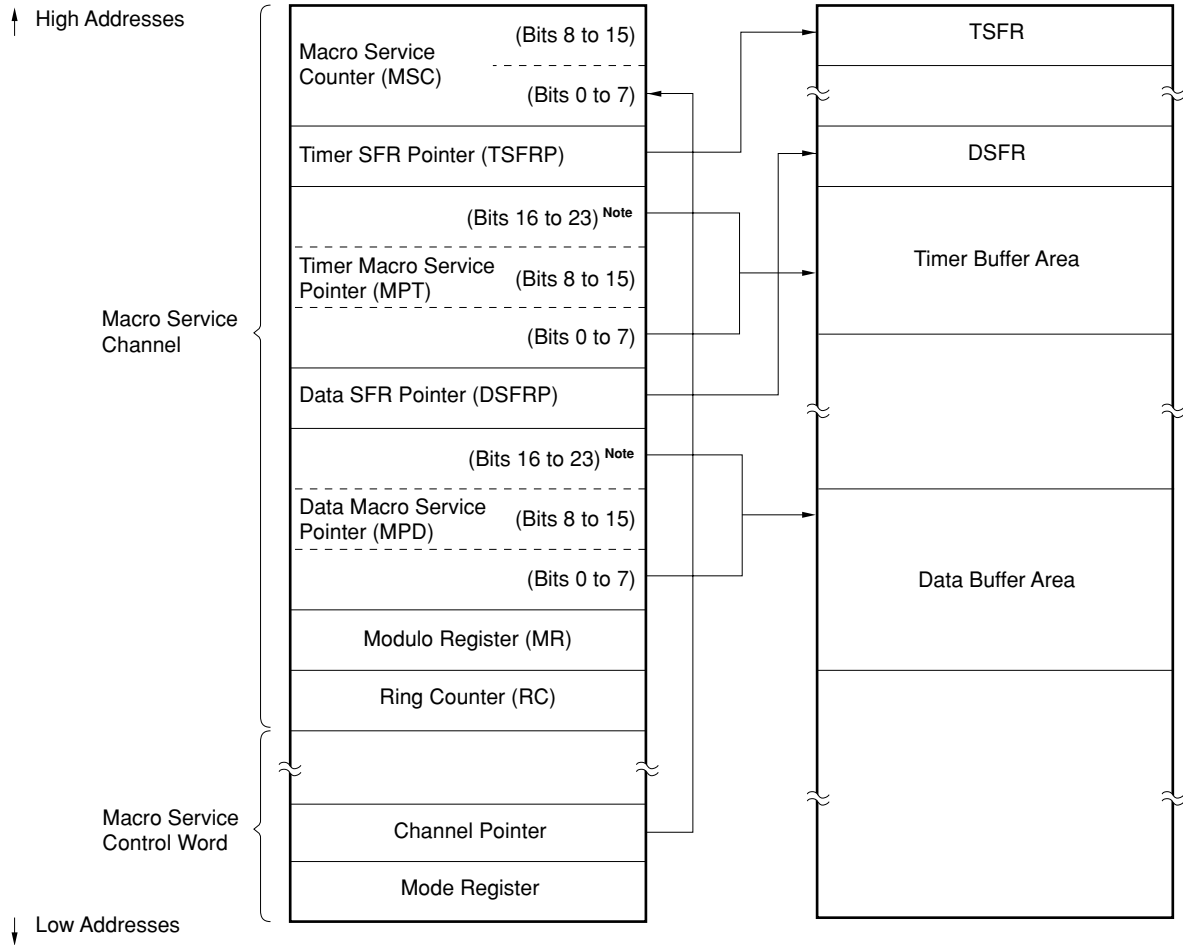 High Addresses
Macro Service
Counter (MSC)
(Bits 8 to 15)
(Bits 0 to 7)
Timer SFR Pointer (TSFRP)
(Bits 16 to 23) Note
Timer Macro Service
Pointer (MPT)
(Bits 8 to 15)
(Bits 0 to 7)
Data SFR Pointer (DSFRP)
(Bits 16 to 23) Note
Data Macro Service
Pointer (MPD)
(Bits 8 to 15)
(Bits 0 to 7)
Modulo Register (MR)
Ring Counter (RC)
Channel Pointer
Mode Register
Macro Service
Channel
Macro Service
Control Word
Low Addresses
TSFR
DSFR
Timer Buffer Area
Data Buffer Area